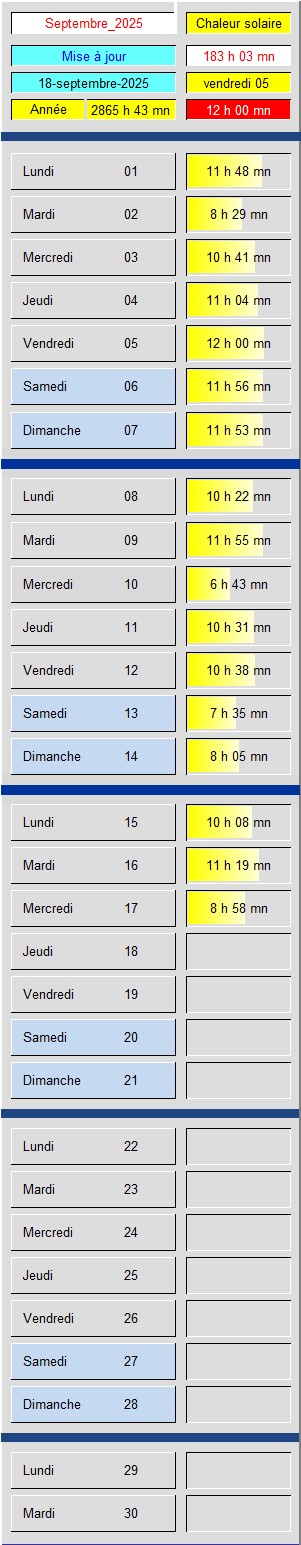 Septembre_2025 Chaleur solaire
Mise à jour 183 h 03 mn
18-septembre-2025 vendredi 05
Année 2865 h 43 mn 12 h 00 mn
Lundi 01 11 h 48 mn
Mardi 02 8 h 29 mn
Mercredi 03 10 h 41 mn
Jeudi 04 11 h 04 mn
Vendredi 05 12 h 00 mn
Samedi 06 11 h 56 mn
Dimanche 07 11 h 53 mn
Lundi 08 10 h 22 mn
Mardi 09 11 h 55 mn
Mercredi 10 6 h 43 mn
Jeudi 11 10 h 31 mn
Vendredi 12 10 h 38 mn
Samedi 13 7 h 35 mn
Dimanche 14 8 h 05 mn
Lundi 15 10 h 08 mn
Mardi 16 11 h 19 mn
Mercredi 17 8 h 58 mn
Jeudi 18
Vendredi 19
Samedi 20
Dimanche 21
Lundi 22
Mardi 23
Mercredi 24
Jeudi 25
Vendredi 26
Samedi 27
Dimanche 28
Lundi 29
Mardi 30